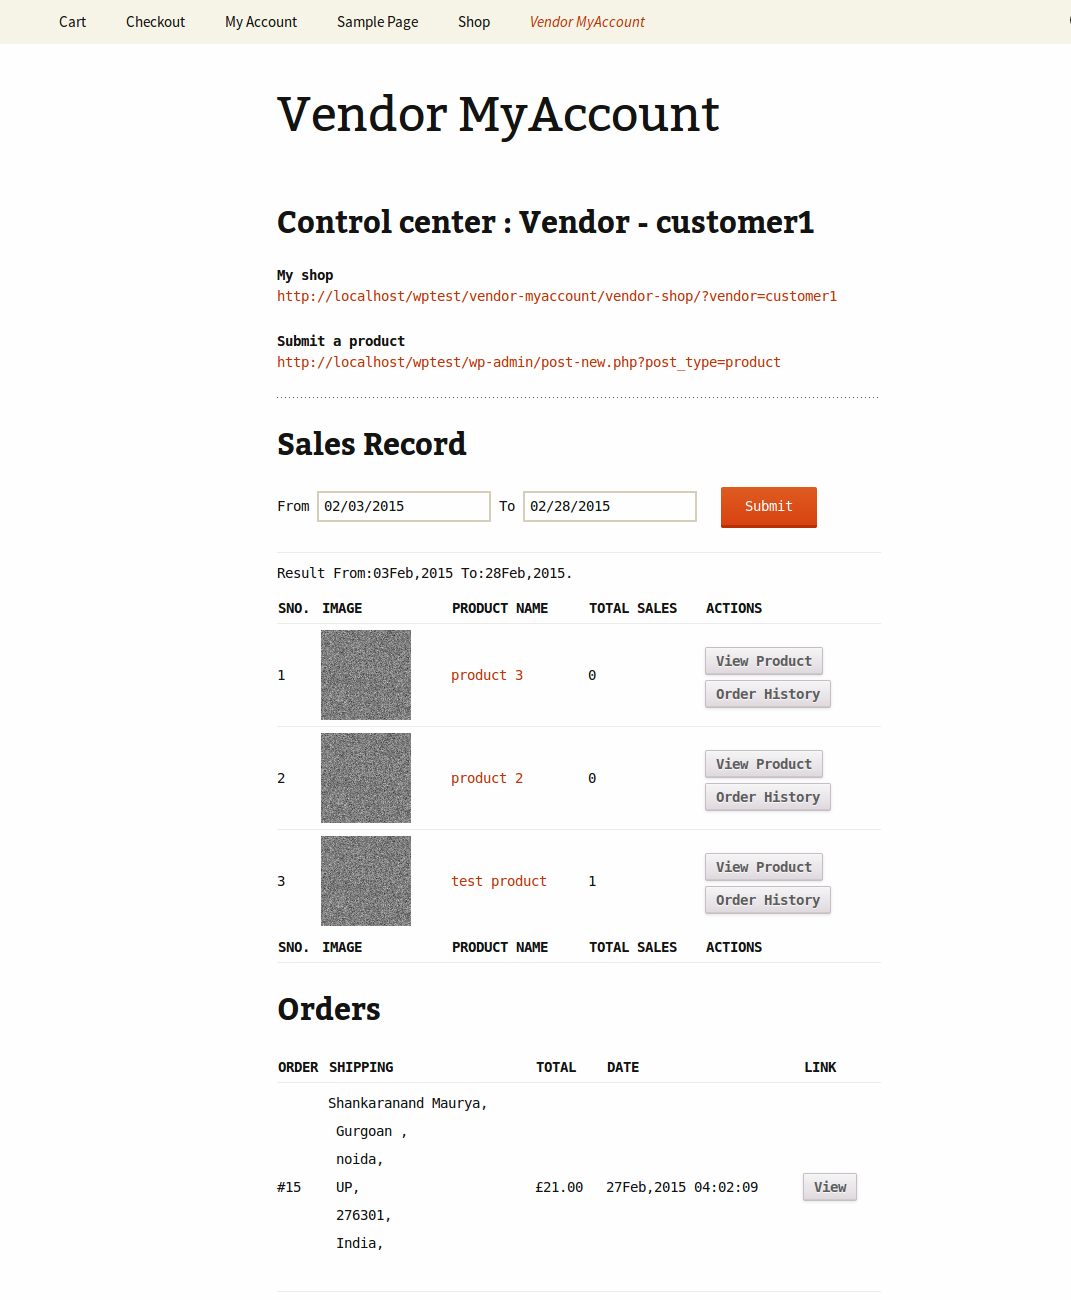 Cart Checkout My Account Sample Page Shop Vendor MyAccount
Vendor MyAccount
Control center : Vendor - customer1
My shop
http://localhost/wptest/vendor-myaccount/vendor-shop/?vendor=customer1
Submit a product
http://localhost/wptest/wp-admin/post-new.php?post_type=product
Sales Record
From 02/03/2015 To 02/28/2015 Submit
Result From:03Feb,2015 To:28Feb,2015.
SNO. IMAGE PRODUCT NAME TOTAL SALES ACTIONS
1 product 3 0 View Product
Order History
2 product 2 0 View Product
Order History
3 test product 1 View Product
Order History
SNO. IMAGE PRODUCT NAME TOTAL SALES ACTIONS
Orders
ORDER SHIPPING TOTAL DATE LINK
Shankaranand Maurya,
Gurgoan ,
noida,
#15 UP, £21.00 27Feb,2015 04:02:09 View
276301,
India,